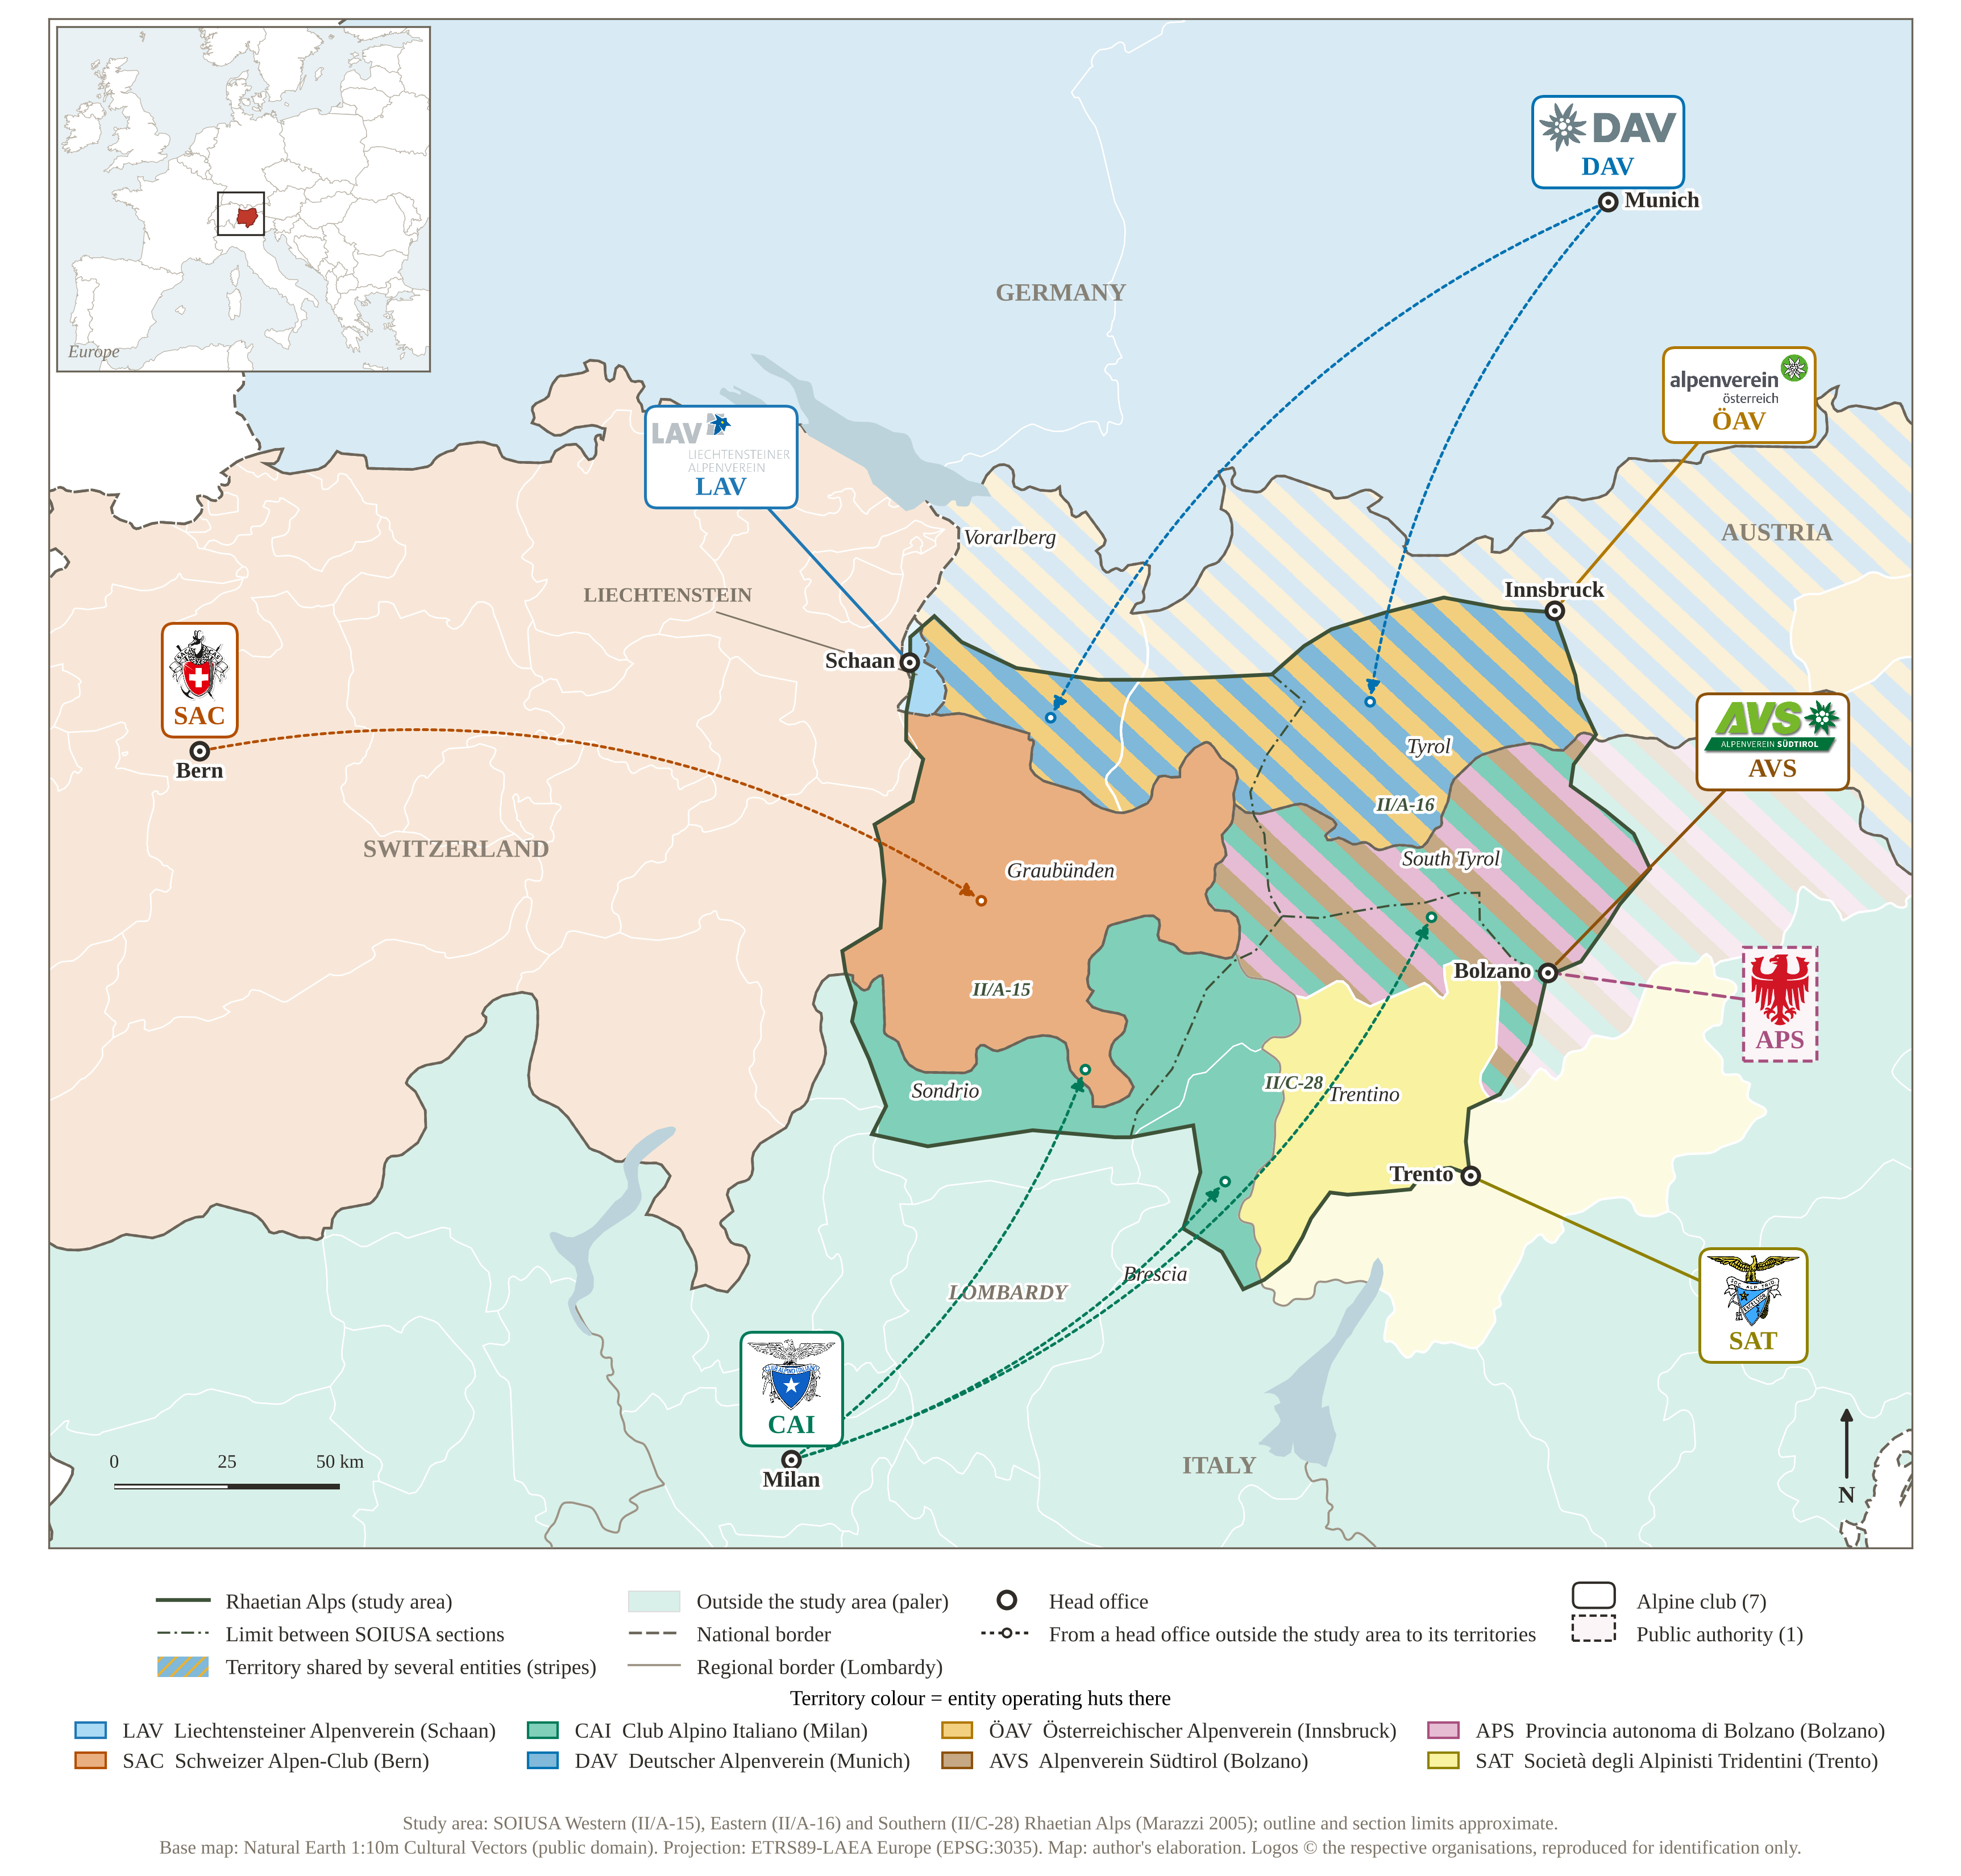 Europe
DAV
DAV
Munich
GERMANY
alpenverein
österreich
ÖAV
LAV
LIECHTENSTEINER
ALPENVEREIN
LAV
Vorarlberg
AUSTRIA
LIECHTENSTEIN
Innsbruck
Schaan
SAC
Bern
AVS
ALPENVEREIN SÜDTIROL
AVS
Tyrol
II/A-16
SWITZERLAND
Graubünden
South Tyrol
Bolzano
II/A-15
APS
Sondrio
II/C-28
Trentino
Trento
Brescia
LOMBARDY
SAT
EXCELSIOR
CAI
Milan
ITALY
0 25 50 km
N
Rhaetian Alps (study area)
Limit between SOIUSA sections
Territory shared by several entities (stripes)
Outside the study area (paler)
National border
Regional border (Lombardy)
Head office
From a head office outside the study area to its territories
Alpine club (7)
Public authority (1)
Territory colour = entity operating huts there
LAV Liechtensteiner Alpenverein (Schaan)
CAI Club Alpino Italiano (Milan)
ÖAV Österreichischer Alpenverein (Innsbruck)
APS Provincia autonoma di Bolzano (Bolzano)
SAC Schweizer Alpen-Club (Bern)
DAV Deutscher Alpenverein (Munich)
AVS Alpenverein Südtirol (Bolzano)
SAT Società degli Alpinisti Tridentini (Trento)
Study area: SOIUSA Western (II/A-15), Eastern (II/A-16) and Southern (II/C-28) Rhaetian Alps (Marazzi 2005); outline and section limits approximate.
Base map: Natural Earth 1:10m Cultural Vectors (public domain). Projection: ETRS89-LAEA Europe (EPSG:3035). Map: author's elaboration. Logos © the respective organisations, reproduced for identification only.